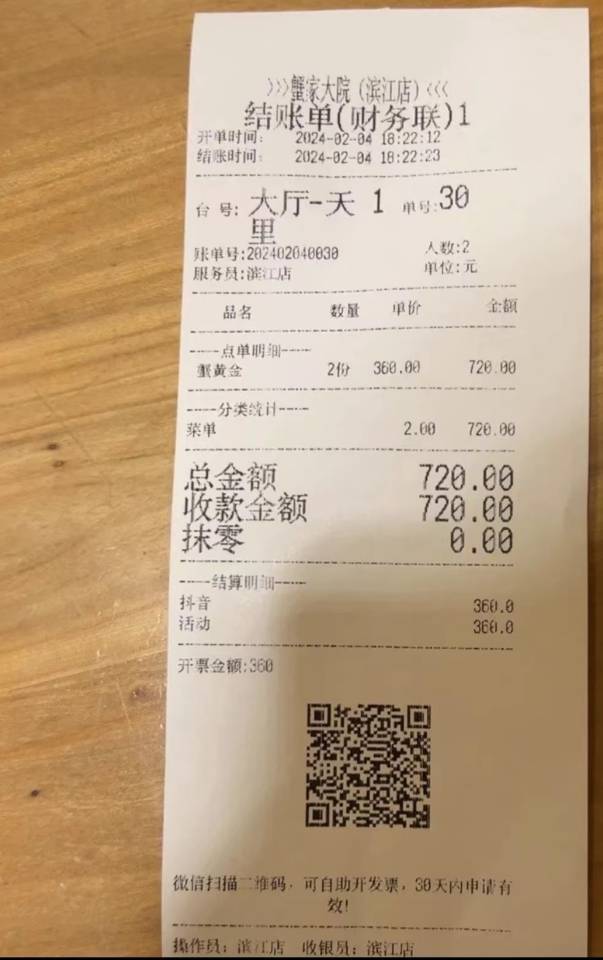 >>>蟹家大院(滨江店)<<<
结账单(财务联)1
开单时间: 2024-02-04 18:22:12
结账时间: 2024-02-04 18:22:23
台号: 大厅-天1 单号:30
里
账单号:202402040030 人数:2
服务员:滨江店 单位:元
品名 数量 单价 金额
-----点单明细-----
蟹黄金 2份 360.00 720.00
-----分类统计-----
菜单 2.00 720.00
总金额 720.00
收款金额 720.00
抹零 0.00
-----结算明细-----
抖音 360.0
活动 360.0
开票金额:360
微信扫描二维码，可自助开发票，30天内申请有
效!
操作员: 滨江店 收银员: 滨江店